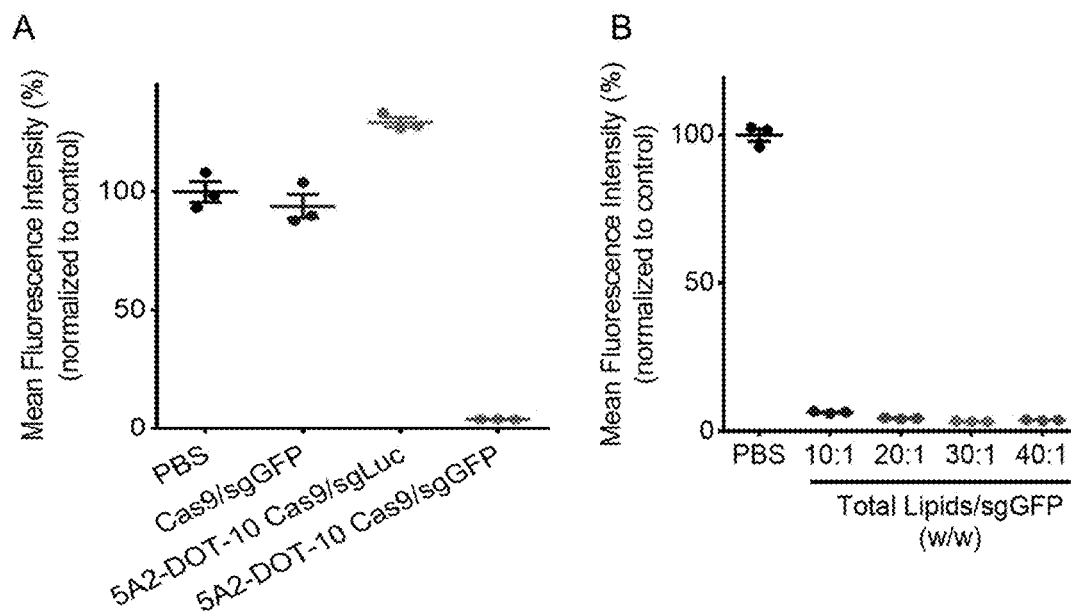 A
Mean Fluorescence Intensity (%)
(normalized to control)
100
50
0
PBS
Cas9/sgGFP
5A2-DOT-10 Cas9/sgLuc
5A2-DOT-10 Cas9/sgGFP
B
Mean Fluorescence Intensity (%)
(normalized to control)
100
50
0
PBS 10:1 20:1 30:1 40:1
Total Lipids/sgGFP
(w/w)